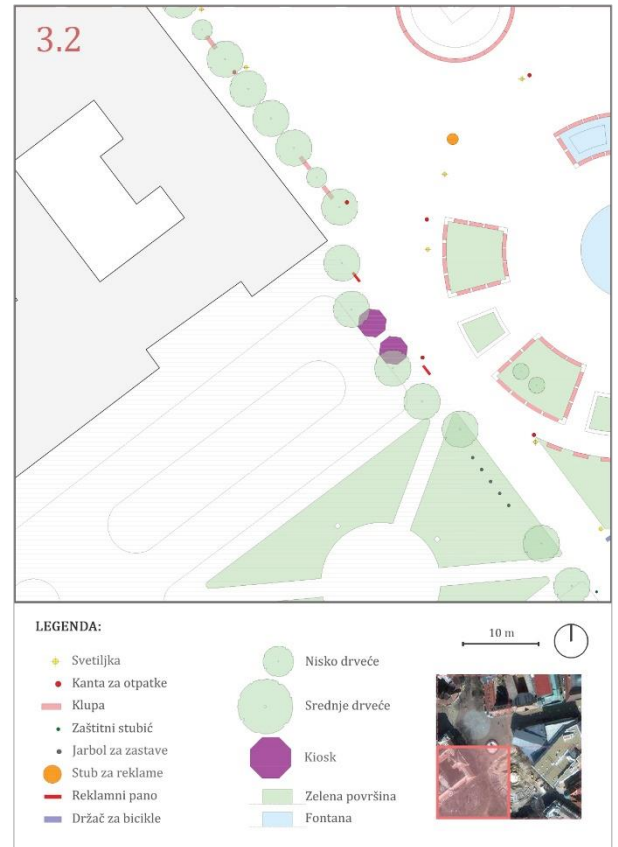 3.2
LEGENDA:
Svetiljka
Kanta za otpatke
Klupa
Zaštitni stubić
Jarbol za zastave
Stub za reklame
Reklamni pano
Držač za bicikle
Nisko drveće
Srednje drveće
Kiosk
Zelena površina
Fontana
10 m